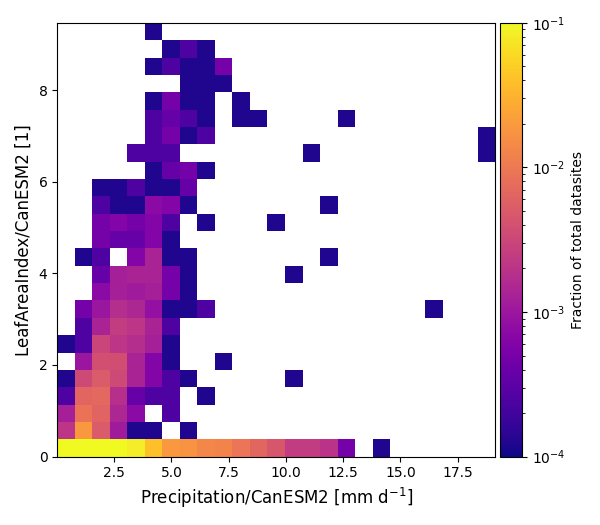 10⁻¹
10⁻²
10⁻³
10⁻⁴
Fraction of total datasites
LeafAreaIndex/CanESM2 [1]
8
6
4
2
0
2.5 5.0 7.5 10.0 12.5 15.0 17.5
Precipitation/CanESM2 [mm d⁻¹]